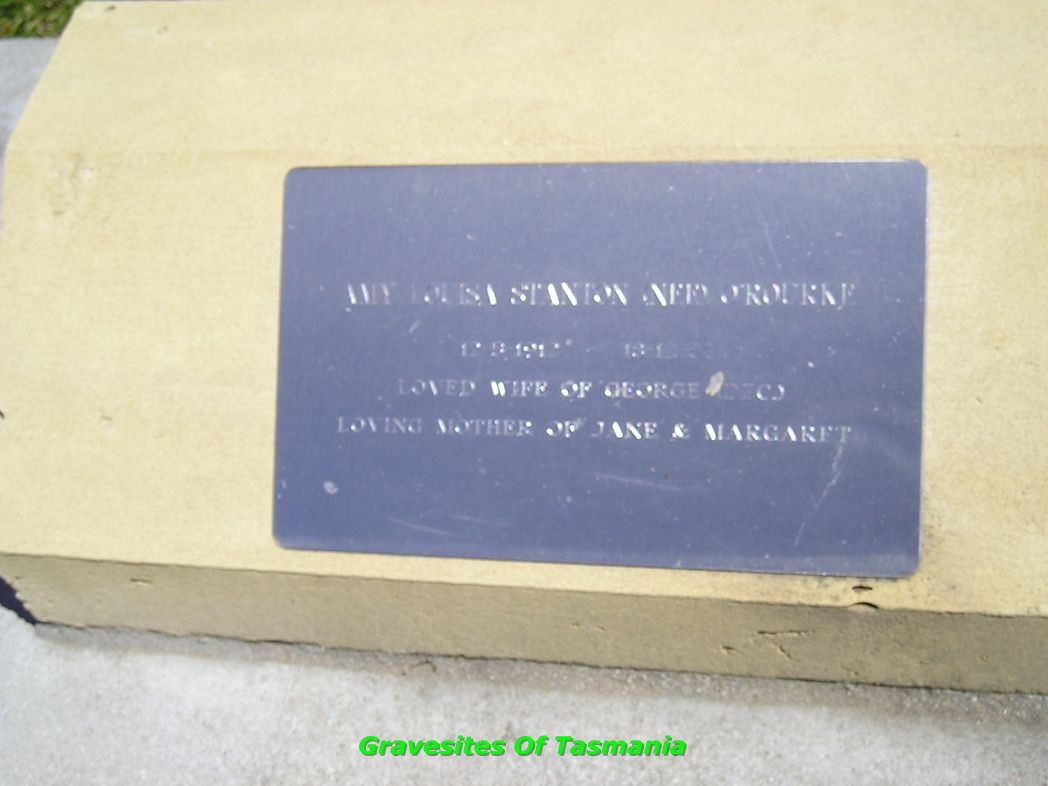 AMY LOUISA STANTON (NEE) O'ROURKE
LOVED WIFE OF GEORGE (DEC)
LOVING MOTHER OF JANE & MARGARET
Gravesites Of Tasmania